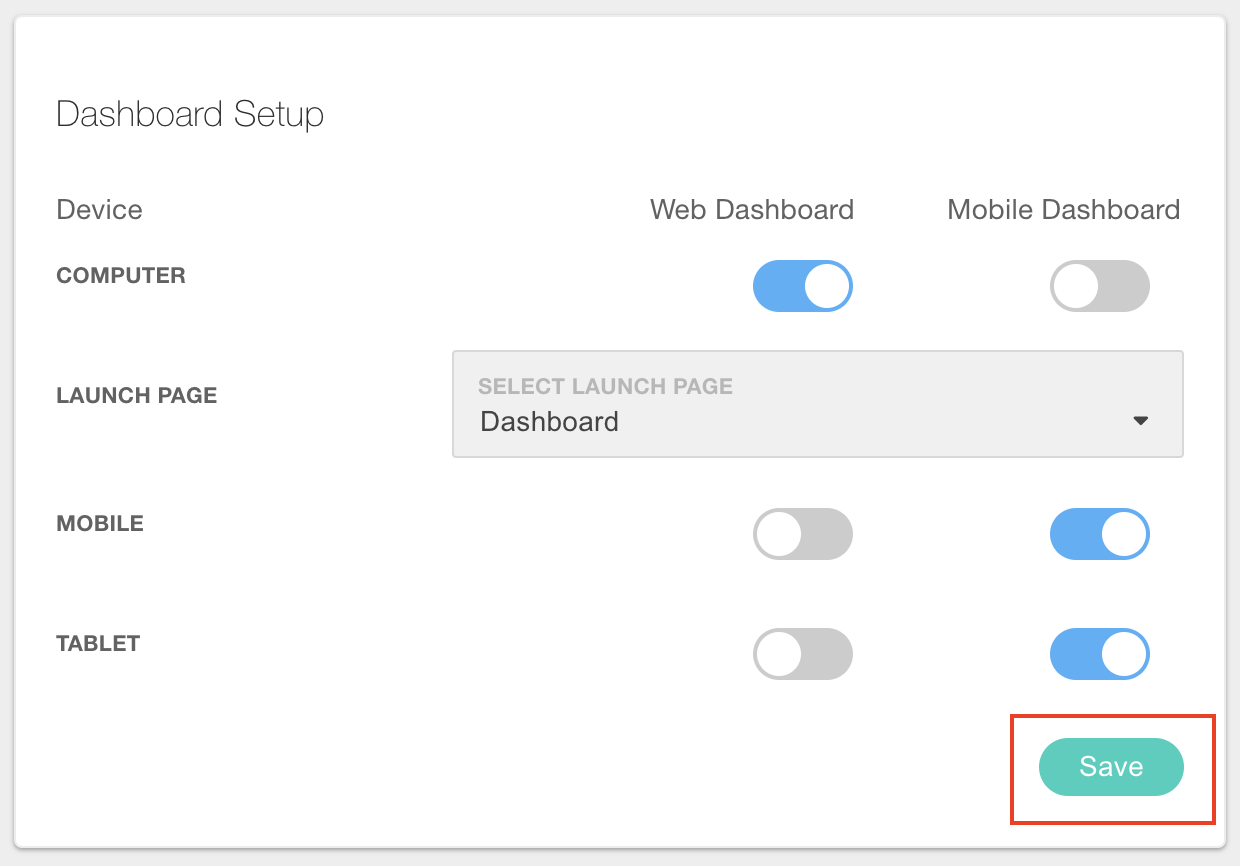 Dashboard Setup
Device Web Dashboard Mobile Dashboard
COMPUTER
LAUNCH PAGE
SELECT LAUNCH PAGE
Dashboard
MOBILE
TABLET
Save